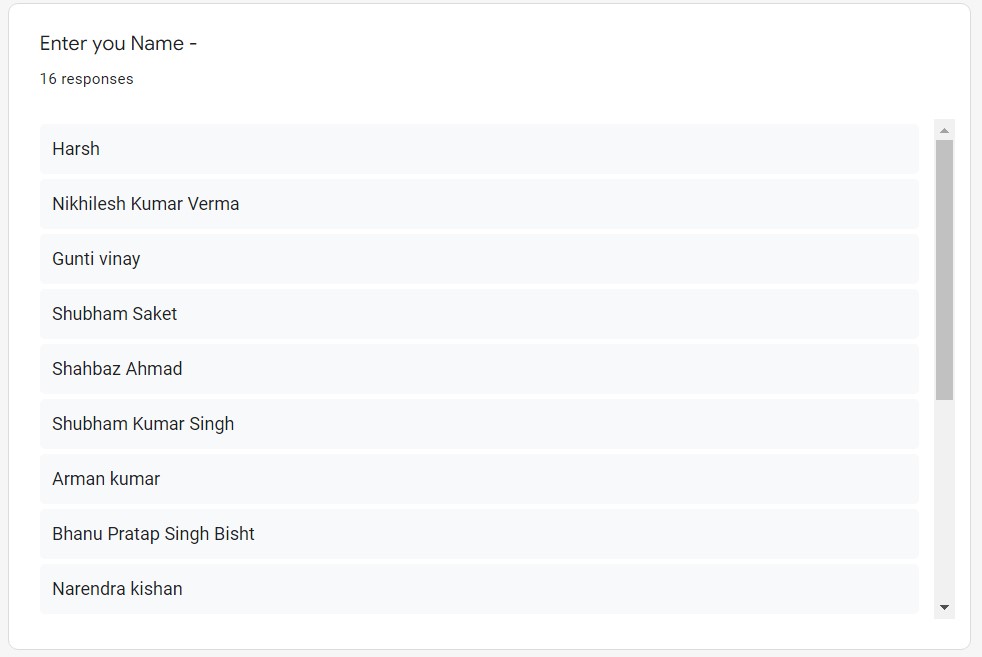 Enter you Name -
16 responses
Harsh
Nikhilesh Kumar Verma
Gunti vinay
Shubham Saket
Shahbaz Ahmad
Shubham Kumar Singh
Arman kumar
Bhanu Pratap Singh Bisht
Narendra kishan